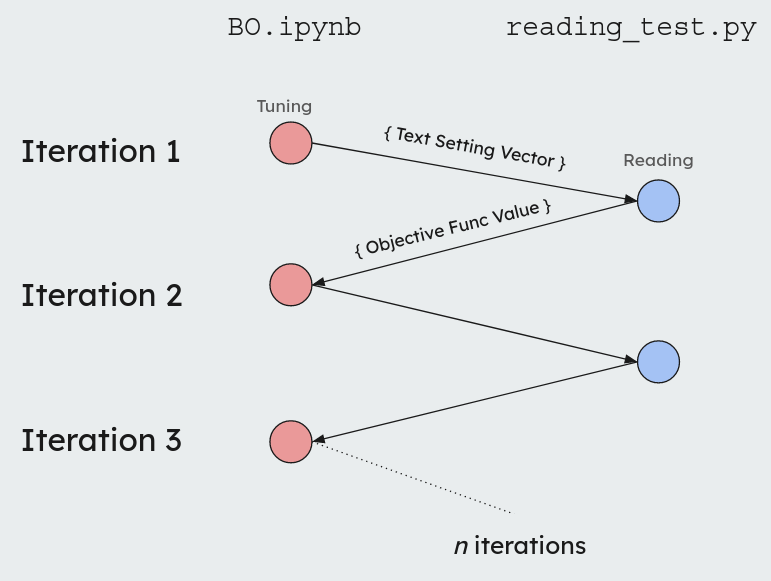 BO.ipynb
reading_test.py
Tuning
Iteration 1
{ Text Setting Vector }
Reading
{ Objective Func Value }
Iteration 2
Iteration 3
n iterations